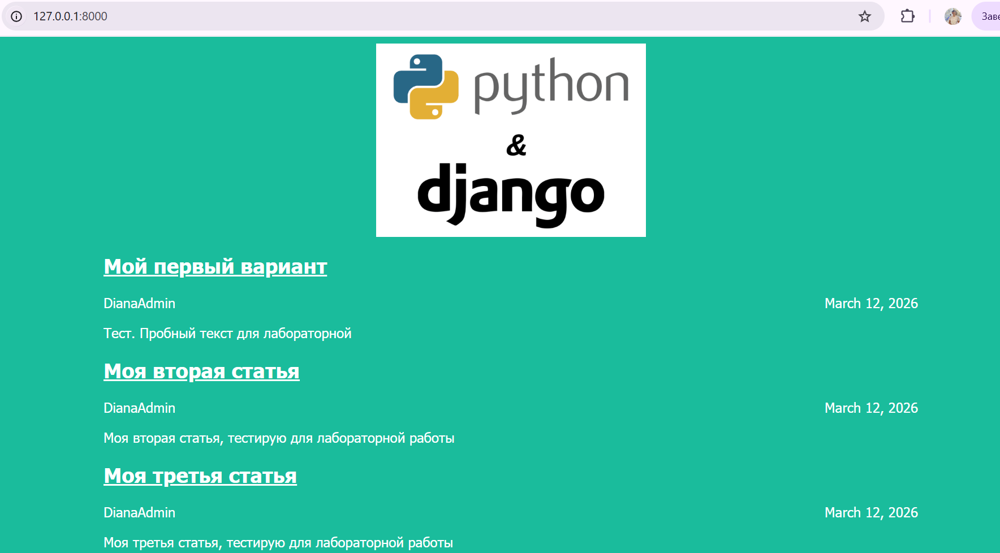 127.0.0.1:8000
python
&
django
Мой первый вариант
DianaAdmin March 12, 2026
Тест. Пробный текст для лабораторной
Моя вторая статья
DianaAdmin March 12, 2026
Моя вторая статья, тестирую для лабораторной работы
Моя третья статья
DianaAdmin March 12, 2026
Моя третья статья, тестирую для лабораторной работы